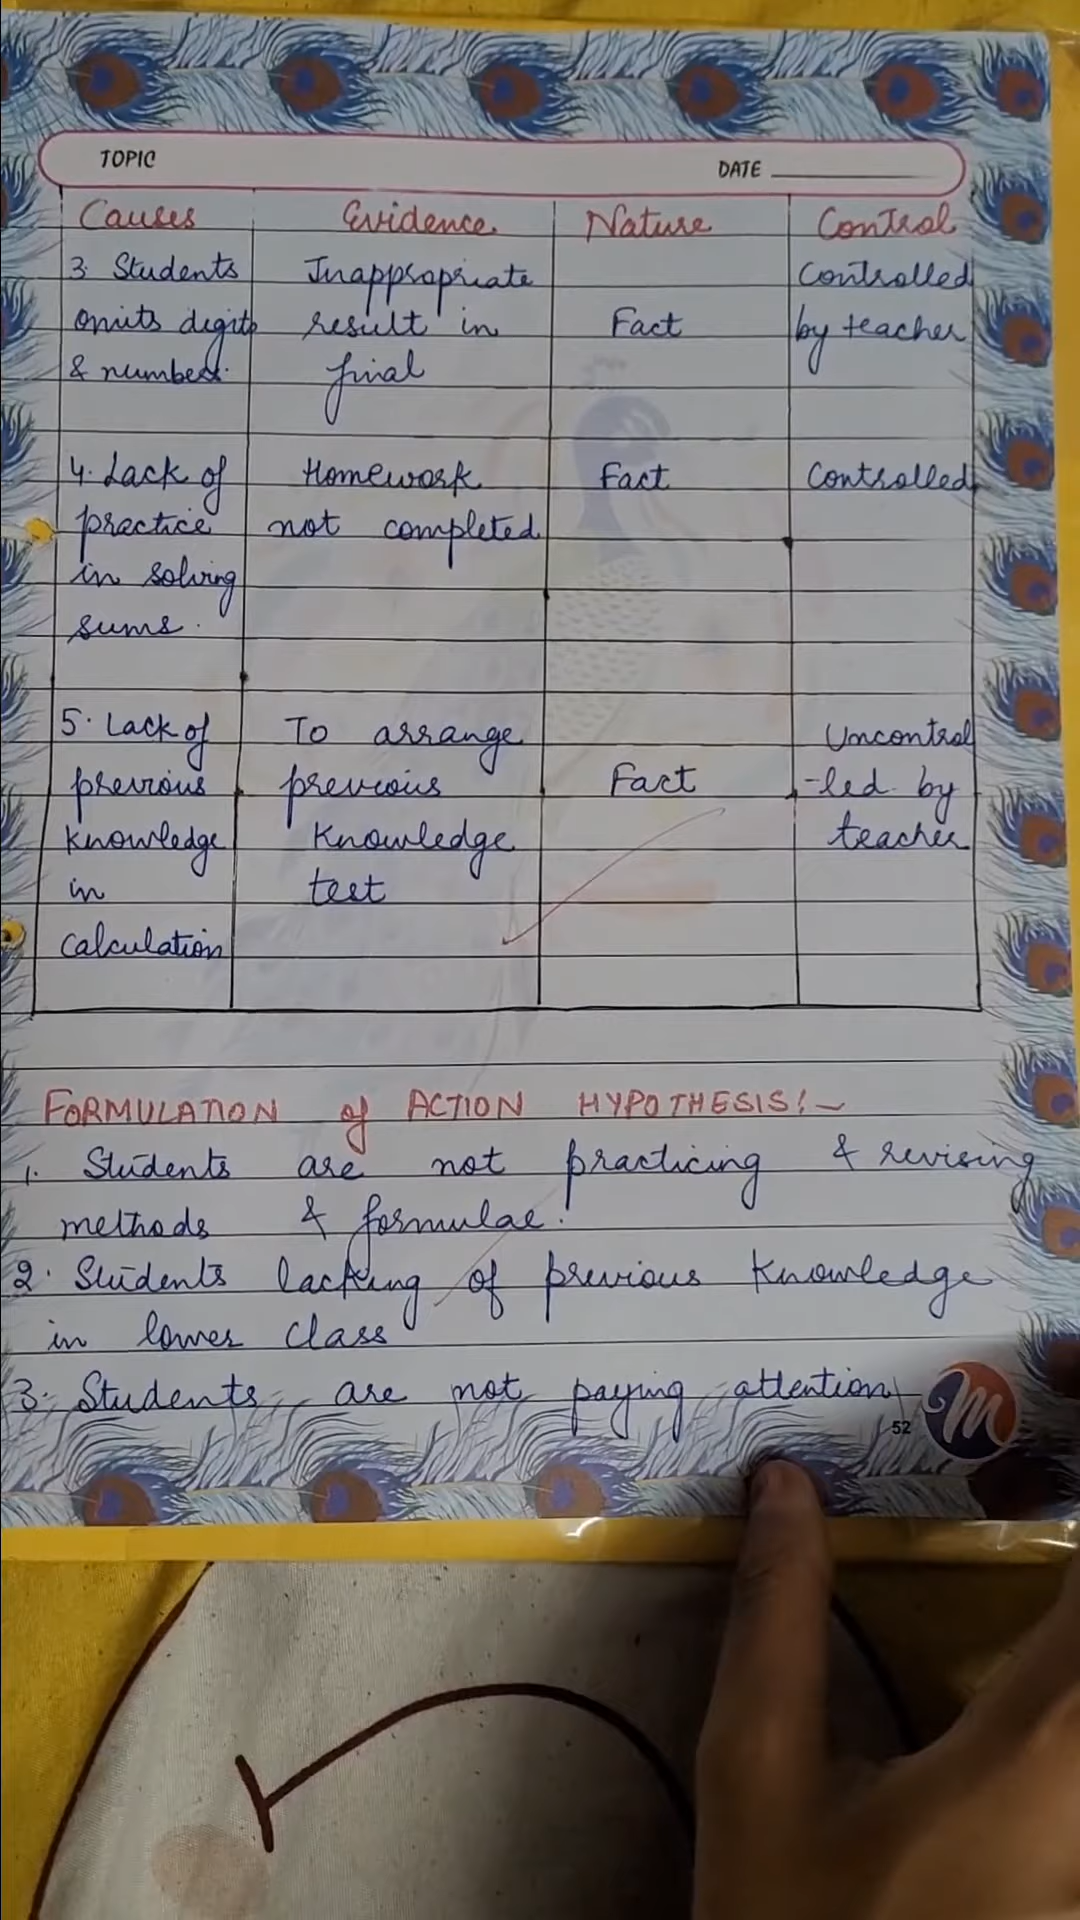 TOPIC
DATE
Causes Evidence Nature Control
3. Students Inappropriate Controlled
omits digits result in Fact by teacher
& numbers. final
4. Lack of Homework Fact Controlled
practice not completed
in solving
sums.
5. Lack of To arrange Uncontrol
previous previous Fact -led by
knowledge knowledge teacher
in test
calculation
FORMULATION of ACTION HYPOTHESIS:-
1. Students are not practicing & revising
methods & formulae.
2. Students lacking of previous knowledge
in lower class
3. Students are not paying attention
52
M